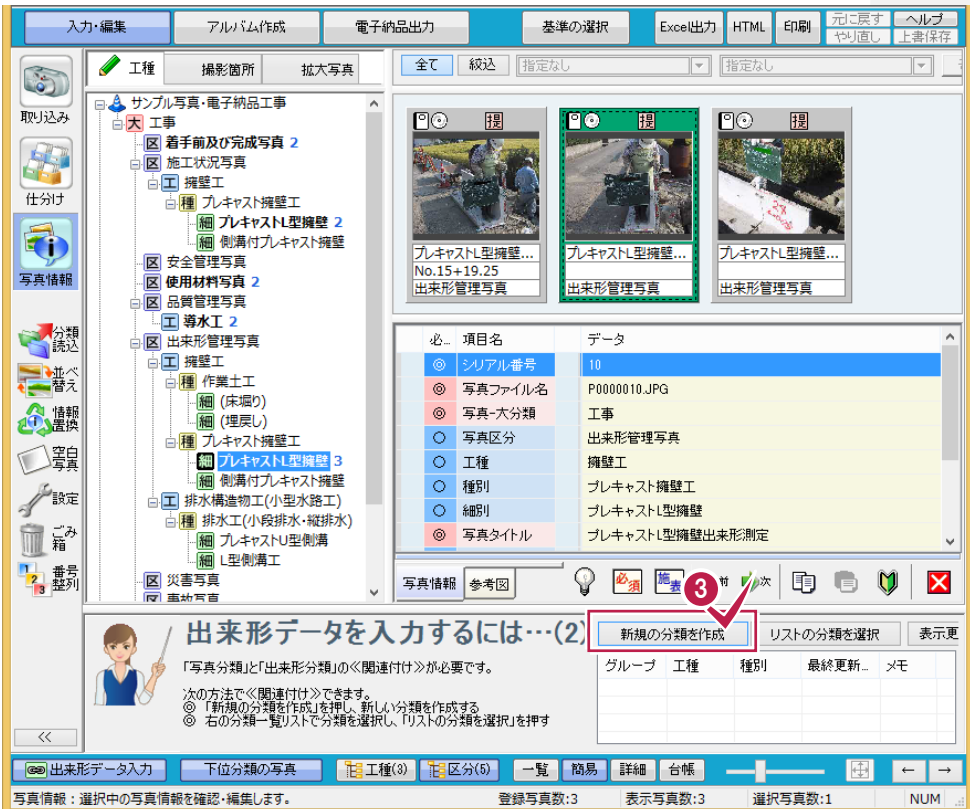 入力・編集
アルバム作成
電子納品出力
基準の選択
Excel出力
HTML
印刷
元に戻す
やり直し
ヘルプ
上書保存
取り込み
仕分け
写真情報
分類読込
並べ替え
情報置換
空白写真
設定
ごみ箱
番号整列
<<
工種
撮影箇所
拡大写真
サンプル写真・電子納品工事
大 工事
区 着手前及び完成写真 2
区 施工状況写真
工 擁壁工
種 プレキャスト擁壁工
細 プレキャストL型擁壁 2
細 側溝付プレキャスト擁壁
区 安全管理写真
区 使用材料写真 2
区 品質管理写真
工 導水工 2
区 出来形管理写真
工 擁壁工
種 作業土工
細 (床堀り)
細 (埋戻し)
種 プレキャスト擁壁工
細 プレキャストL型擁壁 3
細 側溝付プレキャスト擁壁
工 排水構造物工(小型水路工)
種 排水工(小段排水・縦排水)
細 プレキャストU型側溝
細 L型側溝工
区 災害写真
区 事故写真
全て
絞込
指定なし
指定なし
提
プレキャストL型擁壁...
No.15+19.25
出来形管理写真
提
プレキャストL型擁壁...
出来形管理写真
提
プレキャストL型擁壁...
出来形管理写真
必... 項目名 データ
◎ シリアル番号 10
◎ 写真ファイル名 P0000010.JPG
◎ 写真-大分類 工事
○ 写真区分 出来形管理写真
○ 工種 擁壁工
○ 種別 プレキャスト擁壁工
○ 細別 プレキャストL型擁壁
◎ 写真タイトル プレキャストL型擁壁出来形測定
写真情報
参考図
必須
施表
前
次
3
出来形データを入力するには…(2)
「写真分類」と「出来形分類」の≪関連付け≫が必要です。
次の方法で≪関連付け≫できます。
◎ 「新規の分類を作成」を押し、新しい分類を作成する
◎ 右の分類一覧リストで分類を選択し、「リストの分類を選択」を押す
新規の分類を作成
リストの分類を選択
表示更
グループ 工種 種別 最終更新... メモ
出来形データ入力
下位分類の写真
工種(3)
区分(5)
一覧
簡易
詳細
台帳
←
→
写真情報：選択中の写真情報を確認・編集します。
登録写真数:3
表示写真数:3
選択写真数:1
NUM